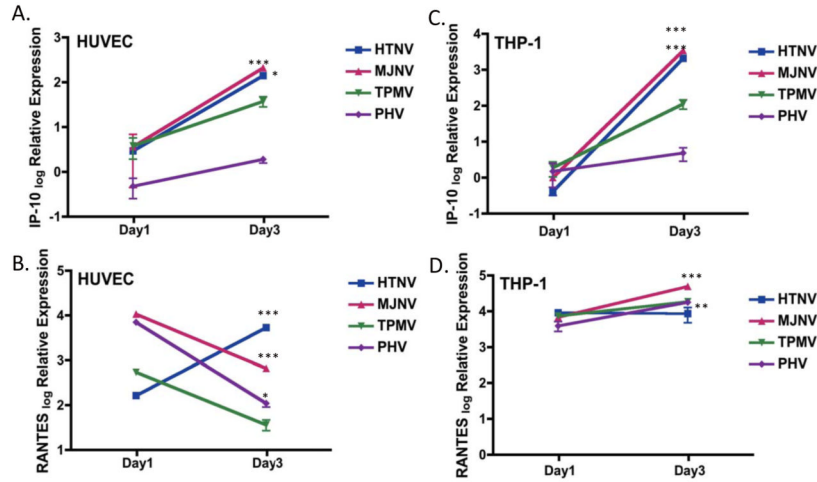 A.
HUVEC
IP-10 log Relative Expression
3
2
1
0
-1
***
*
Day1
Day3
HTNV
MJNV
TPMV
PHV
C.
THP-1
IP-10 log Relative Expression
4
3
2
1
0
-1
***
***
Day1
Day3
HTNV
MJNV
TPMV
PHV
B.
HUVEC
RANTES log Relative Expression
5
4
3
2
1
***
***
*
Day1
Day3
HTNV
MJNV
TPMV
PHV
D.
THP-1
RANTES log Relative Expression
5
4
3
2
1
0
***
**
Day1
Day3
HTNV
MJNV
TPMV
PHV